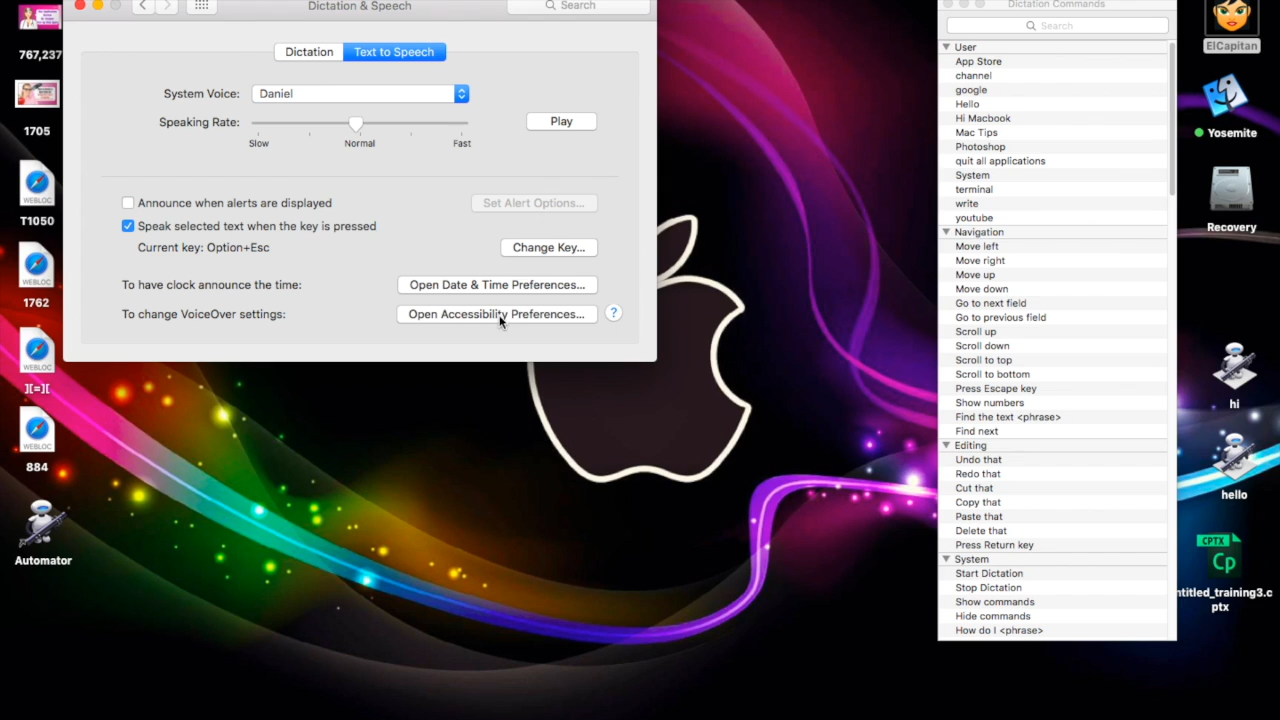 Dictation & Speech
Search
Dictation
Text to Speech
System Voice:
Daniel
Speaking Rate:
Play
Slow
Normal
Fast
Announce when alerts are displayed
Set Alert Options...
Speak selected text when the key is pressed
Current key: Option+Esc
Change Key...
To have clock announce the time:
Open Date & Time Preferences...
To change VoiceOver settings:
Open Accessibility Preferences...
?
767,237
1705
WEBLOC
T1050
WEBLOC
1762
WEBLOC
][=][
WEBLOC
884
Automator
Dictation Commands
Search
User
App Store
channel
google
Hello
Hi Macbook
Mac Tips
Photoshop
quit all applications
System
terminal
write
youtube
Navigation
Move left
Move right
Move up
Move down
Go to next field
Go to previous field
Scroll up
Scroll down
Scroll to top
Scroll to bottom
Press Escape key
Show numbers
Find the text <phrase>
Find next
Editing
Undo that
Redo that
Cut that
Copy that
Paste that
Delete that
Press Return key
System
Start Dictation
Stop Dictation
Show commands
Hide commands
How do I <phrase>
ElCapitan
Yosemite
Recovery
hi
hello
CPTX
Cp
ntitled_training3.c
ptx